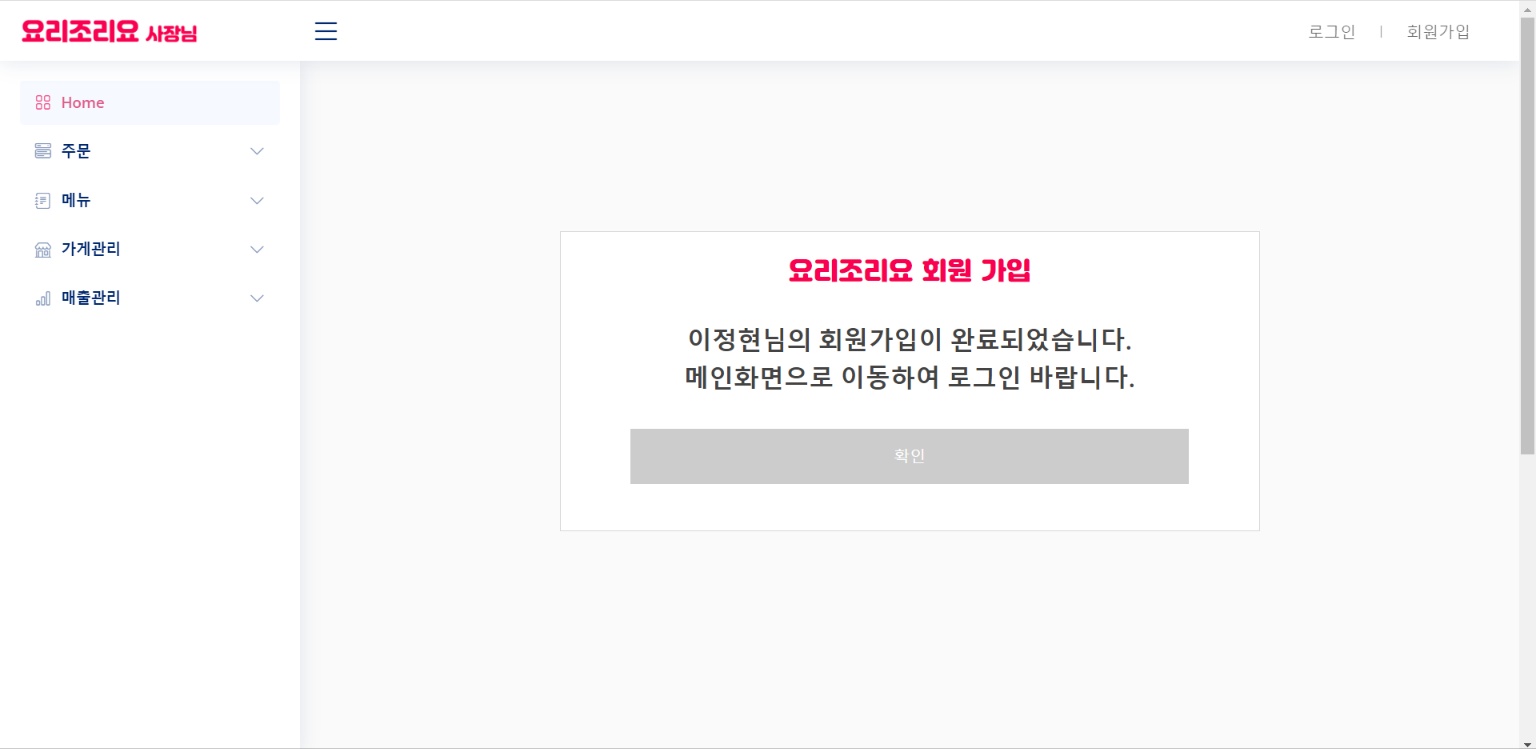 요리조리요 사장님
로그인 | 회원가입
Home
주문
메뉴
가게관리
매출관리
요리조리요 회원 가입
이정현님의 회원가입이 완료되었습니다.
메인화면으로 이동하여 로그인 바랍니다.
확인